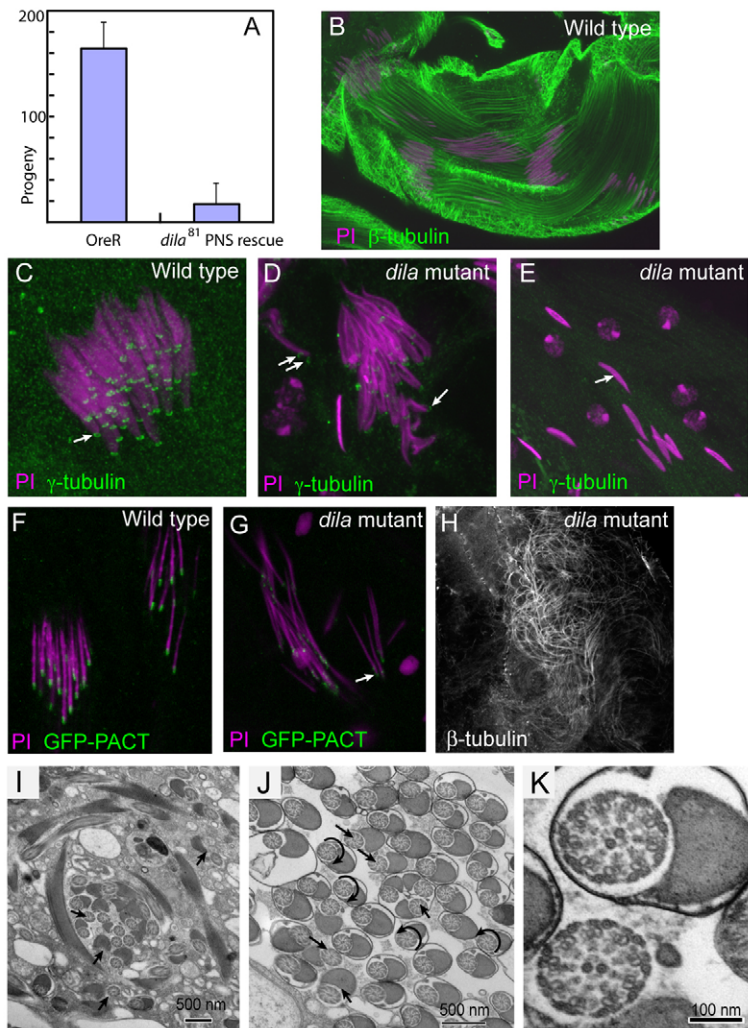 200
100
Progeny
OreR
dila81 PNS rescue
A
B
Wild type
PI β-tubulin
C
Wild type
PI γ-tubulin
D
dila mutant
PI γ-tubulin
E
dila mutant
PI γ-tubulin
F
Wild type
PI GFP-PACT
G
dila mutant
PI GFP-PACT
H
dila mutant
β-tubulin
I
500 nm
J
500 nm
K
100 nm